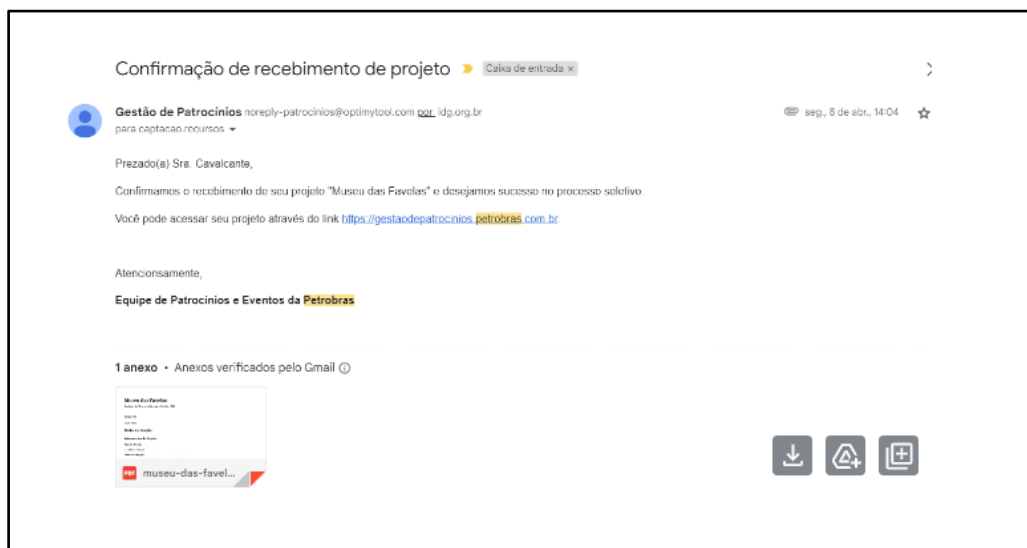 Confirmação de recebimento de projeto Caixa de entrada ×
Gestão de Patrocínios noreply-patrocinios@optimytool.com por idg.org.br seg., 8 de abr., 14:04
para captacao.recursos
Prezado(a) Sra. Cavalcante,
Confirmamos o recebimento de seu projeto "Museu das Favelas" e desejamos sucesso no processo seletivo
Você pode acessar seu projeto através do link https://gestaodepatrocinios.petrobras.com.br
Atenciosamente,
Equipe de Patrocinios e Eventos da Petrobras
1 anexo • Anexos verificados pelo Gmail
Museu das Favelas
PDF museu-das-favel...